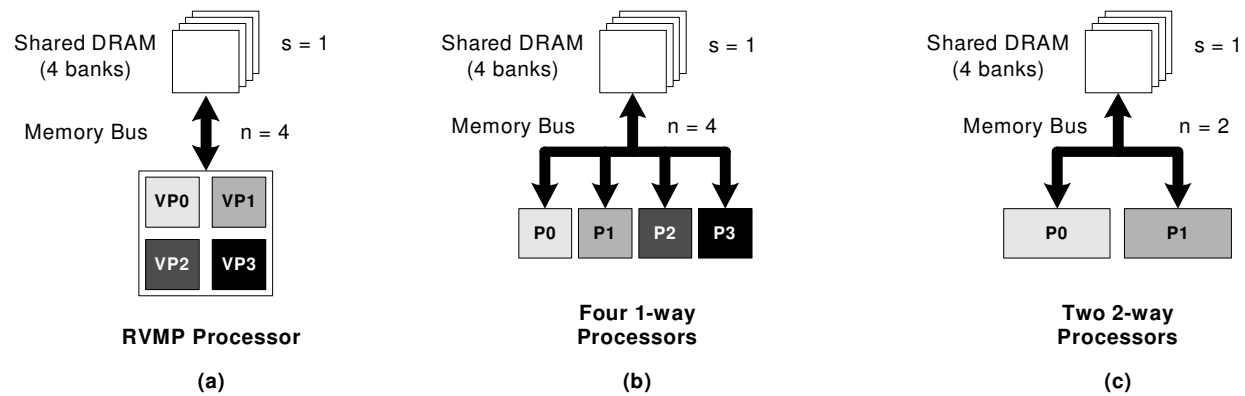 Shared DRAM
(4 banks)
s = 1
Memory Bus
n = 4
VP0
VP1
VP2
VP3
RVMP Processor
(a)
Shared DRAM
(4 banks)
s = 1
Memory Bus
n = 4
P0
P1
P2
P3
Four 1-way
Processors
(b)
Shared DRAM
(4 banks)
s = 1
Memory Bus
n = 2
P0
P1
Two 2-way
Processors
(c)